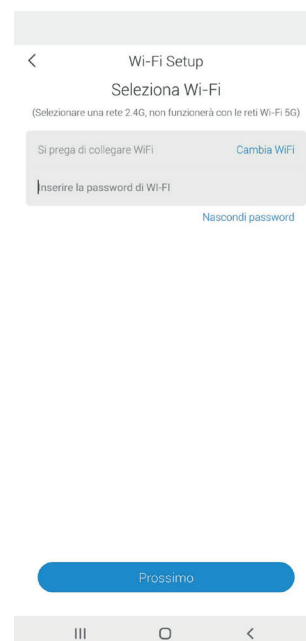 Wi-Fi Setup
Seleziona Wi-Fi
(Selezionare una rete 2.4G, non funzionerà con le reti Wi-Fi 5G)
Si prega di collegare WiFi Cambia WiFi
Inserire la password di WI-FI
Nascondi password
Prossimo